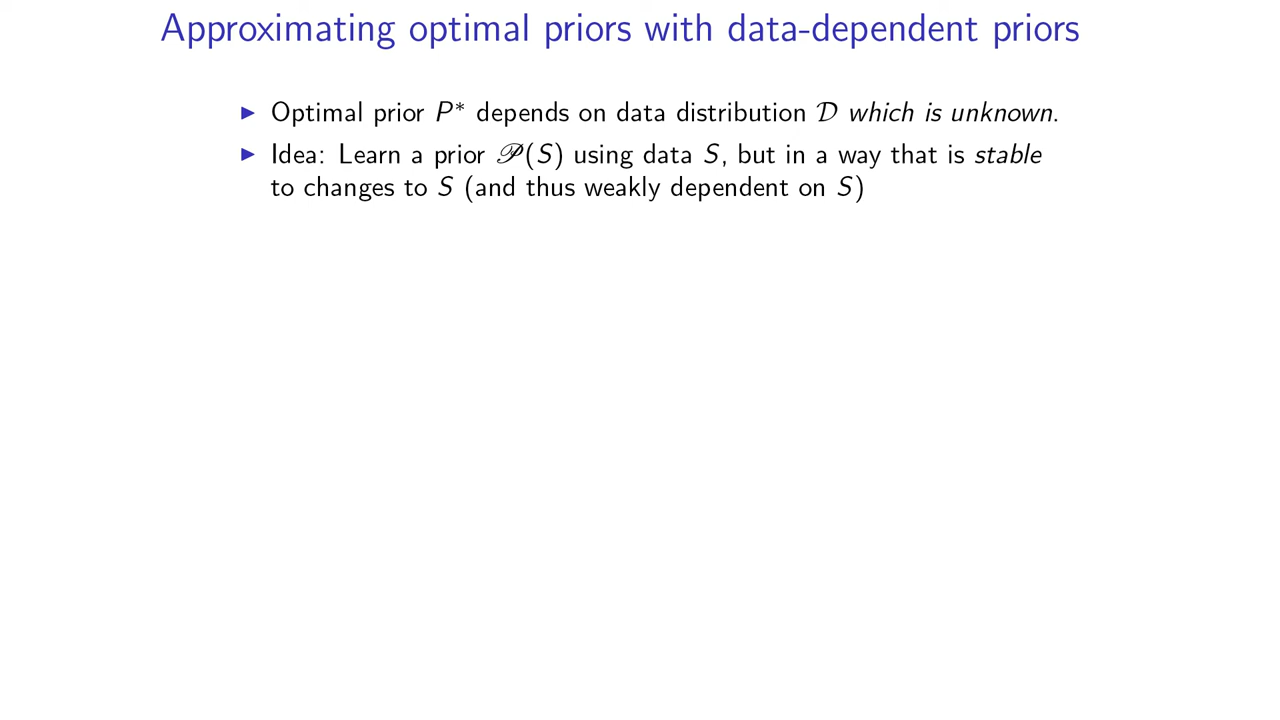 Approximating optimal priors with data-dependent priors
▶ Optimal prior P* depends on data distribution 𝒟 which is unknown.
▶ Idea: Learn a prior 𝒫(S) using data S, but in a way that is stable
to changes to S (and thus weakly dependent on S)